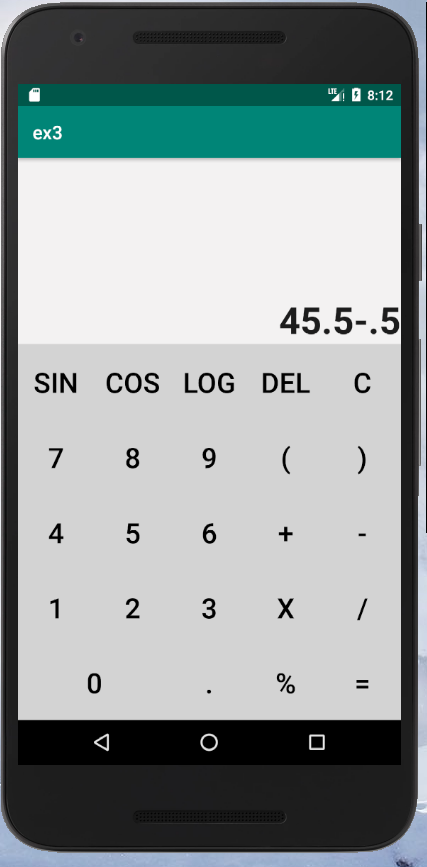 LTE 8:12
ex3
45.5-.5
SIN COS LOG DEL C
7 8 9 ( )
4 5 6 + -
1 2 3 X /
0 . % =